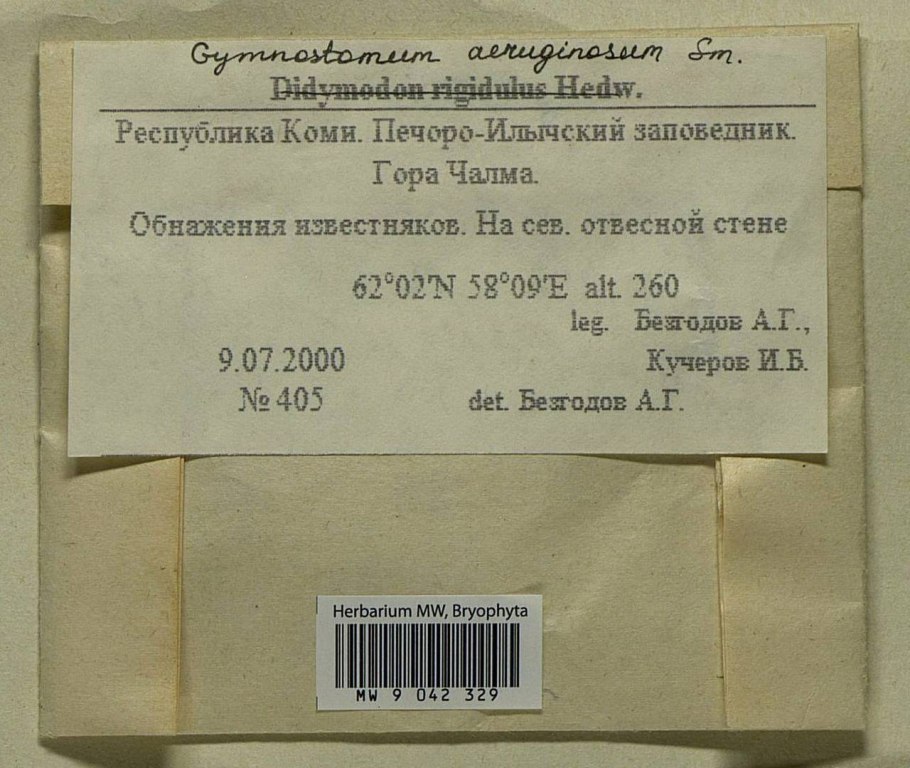 Gymnostomum aeruginosum Sm.
Didymodon rigidulus Hedw.
Республика Коми. Печоро-Илычский заповедник.
Гора Чалма.
Обнажения известняков. На сев. отвесной стене
62°02'N 58°09'E alt. 260
leg. Безгодов А.Г.,
9.07.2000 Кучеров И.Б.
№ 405 det. Безгодов А.Г.
Herbarium MW, Bryophyta
MW 9 042 329